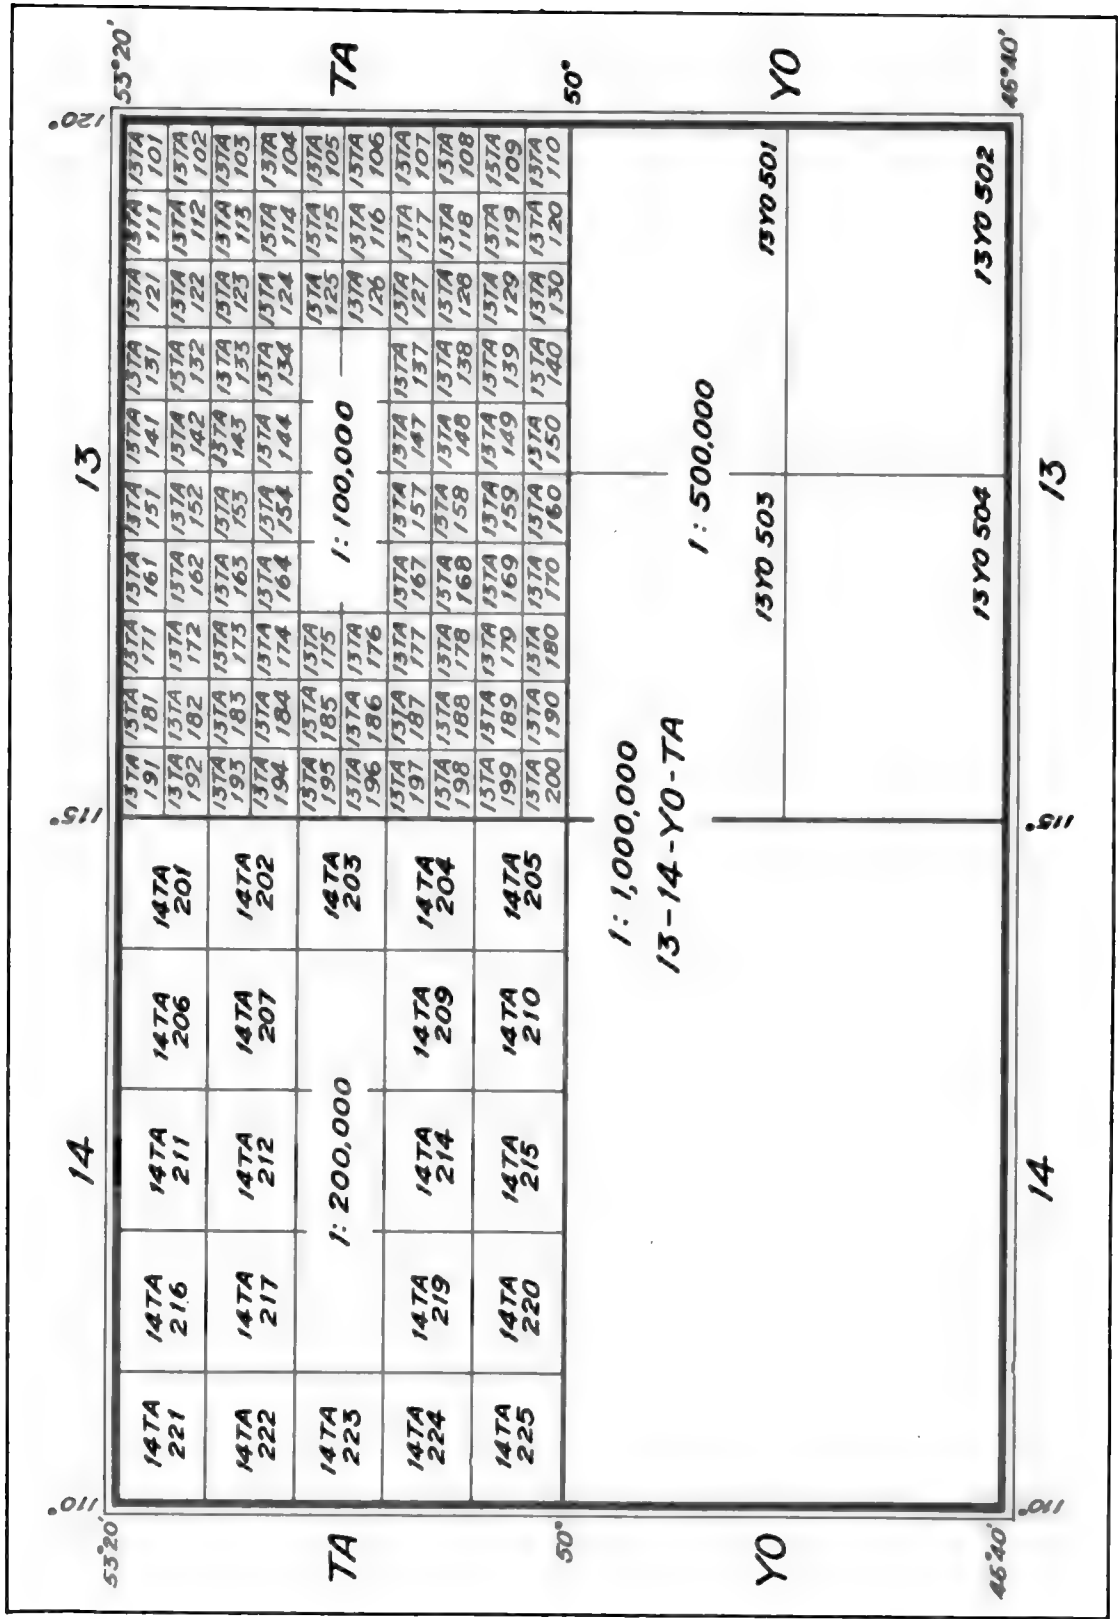 14
13
110°
115°
120°
53°20'
53°20'
14TA
221
14TA
216
14TA
211
14TA
206
14TA
201
13TA
191
13TA
181
13TA
171
13TA
161
13TA
151
13TA
141
13TA
131
13TA
121
13TA
111
13TA
101
13TA
192
13TA
182
13TA
172
13TA
162
13TA
152
13TA
142
13TA
132
13TA
122
13TA
112
13TA
102
14TA
222
14TA
217
14TA
212
14TA
207
14TA
202
13TA
193
13TA
183
13TA
173
13TA
163
13TA
153
13TA
143
13TA
133
13TA
123
13TA
113
13TA
103
13TA
194
13TA
184
13TA
174
13TA
164
13TA
154
13TA
144
13TA
134
13TA
124
13TA
114
13TA
104
TA
14TA
223
1:200,000
14TA
203
13TA
195
13TA
185
13TA
175
1:100,000
13TA
125
13TA
115
13TA
105
TA
13TA
196
13TA
186
13TA
176
13TA
126
13TA
116
13TA
106
14TA
224
14TA
219
14TA
214
14TA
209
14TA
204
13TA
197
13TA
187
13TA
177
13TA
167
13TA
157
13TA
147
13TA
137
13TA
127
13TA
117
13TA
107
13TA
198
13TA
188
13TA
178
13TA
168
13TA
158
13TA
148
13TA
138
13TA
128
13TA
118
13TA
108
14TA
225
14TA
220
14TA
215
14TA
210
14TA
205
13TA
199
13TA
189
13TA
179
13TA
169
13TA
159
13TA
149
13TA
139
13TA
129
13TA
119
13TA
109
13TA
200
13TA
190
13TA
180
13TA
170
13TA
160
13TA
150
13TA
140
13TA
130
13TA
120
13TA
110
50°
50°
1:1,000,000
13-14-YO-TA
1:500,000
13YO 503
13YO 501
YO
YO
13YO 504
13YO 502
46°40'
46°40'
110°
115°
14
13